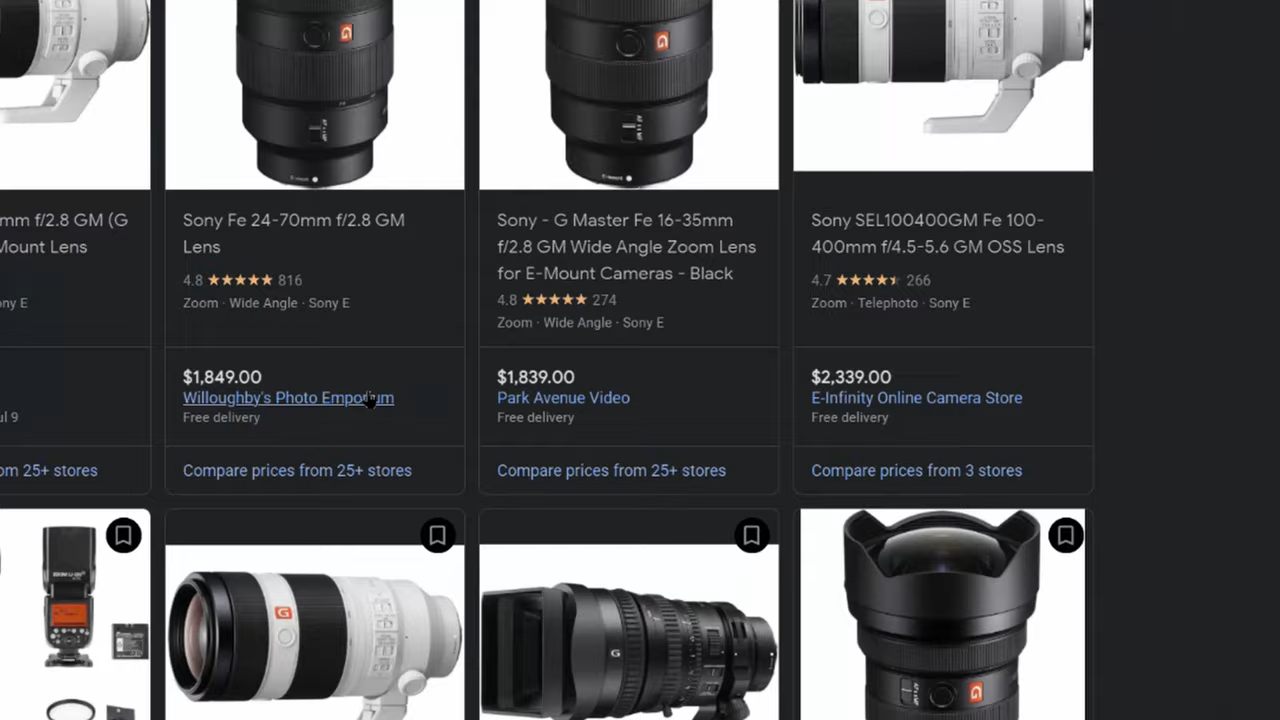 mm f/2.8 GM (G
Mount Lens
ny E
ul 9
om 25+ stores
Sony Fe 24-70mm f/2.8 GM
Lens
4.8 ★★★★★ 816
Zoom · Wide Angle · Sony E
$1,849.00
Willoughby's Photo Emporium
Free delivery
Compare prices from 25+ stores
Sony - G Master Fe 16-35mm
f/2.8 GM Wide Angle Zoom Lens
for E-Mount Cameras - Black
4.8 ★★★★★ 274
Zoom · Wide Angle · Sony E
$1,839.00
Park Avenue Video
Free delivery
Compare prices from 25+ stores
Sony SEL100400GM Fe 100-
400mm f/4.5-5.6 GM OSS Lens
4.7 ★★★★★ 266
Zoom · Telephoto · Sony E
$2,339.00
E-Infinity Online Camera Store
Free delivery
Compare prices from 3 stores
G
G
G
G
G